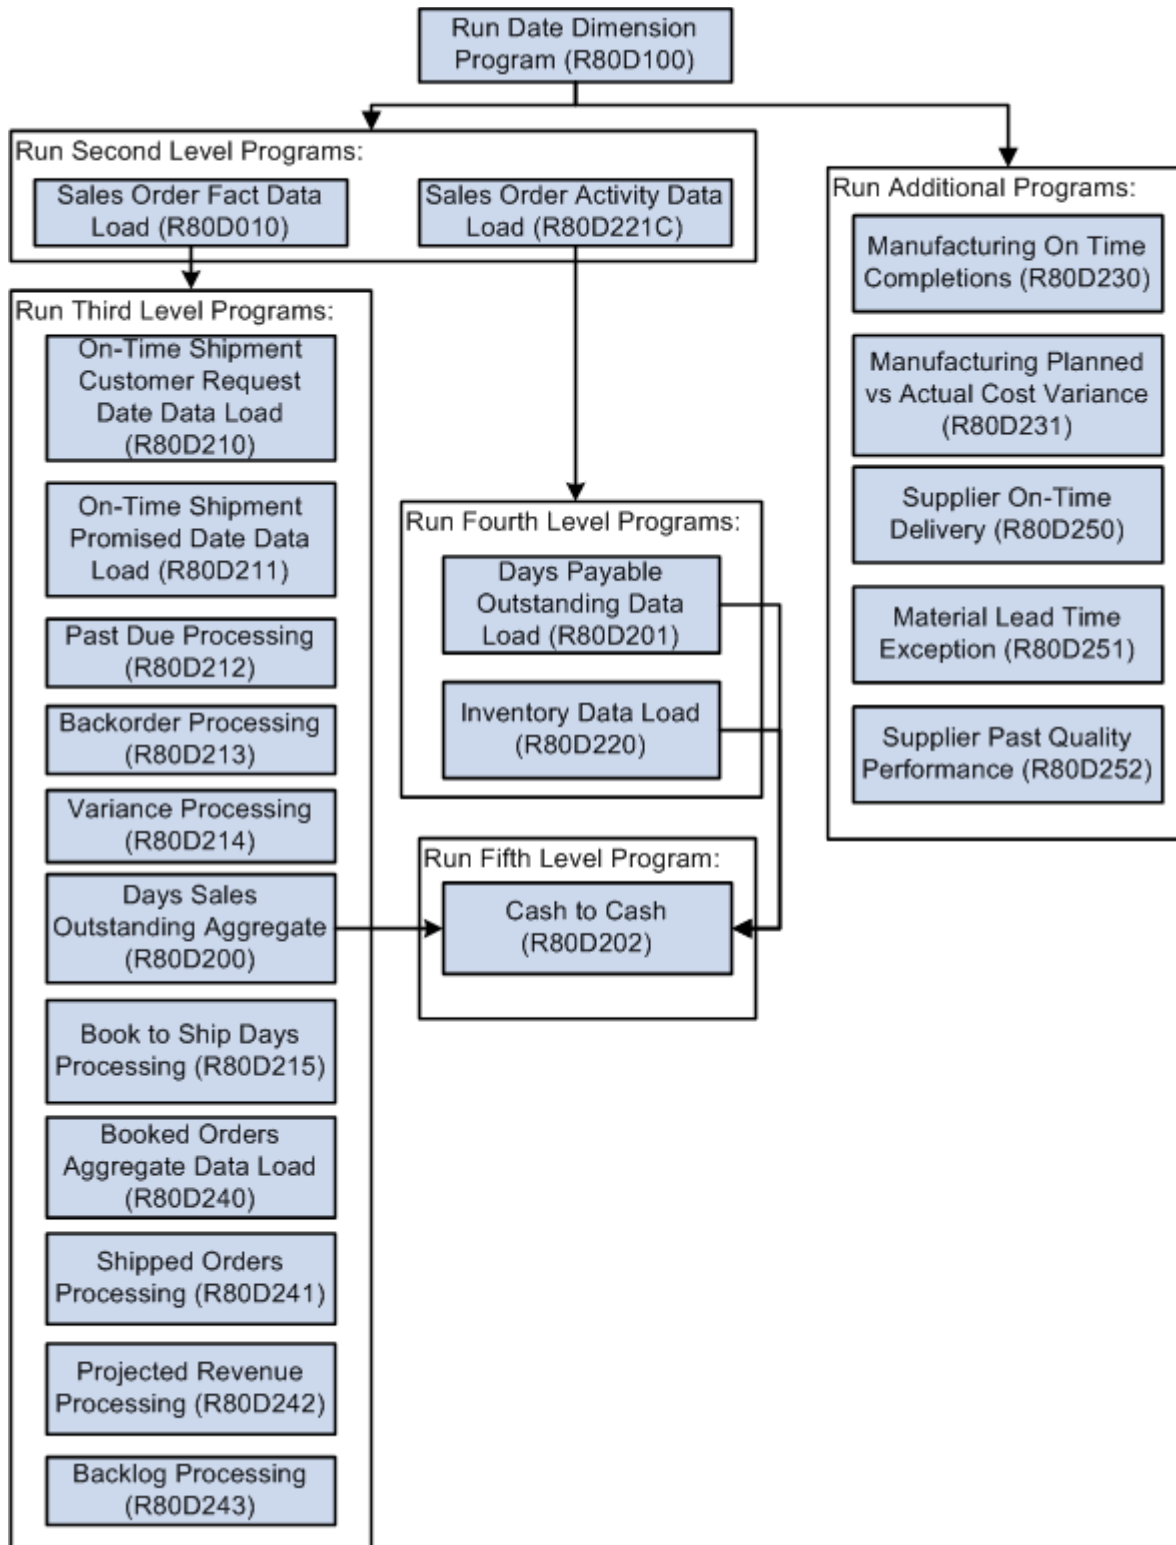 Run Date Dimension
Program (R80D100)
Run Second Level Programs:
Sales Order Fact Data
Load (R80D010)
Sales Order Activity Data
Load (R80D221C)
Run Third Level Programs:
On-Time Shipment
Customer Request
Date Data Load
(R80D210)
On-Time Shipment
Promised Date Data
Load (R80D211)
Past Due Processing
(R80D212)
Backorder Processing
(R80D213)
Variance Processing
(R80D214)
Days Sales
Outstanding Aggregate
(R80D200)
Book to Ship Days
Processing (R80D215)
Booked Orders
Aggregate Data Load
(R80D240)
Shipped Orders
Processing (R80D241)
Projected Revenue
Processing (R80D242)
Backlog Processing
(R80D243)
Run Fourth Level Programs:
Days Payable
Outstanding Data
Load (R80D201)
Inventory Data Load
(R80D220)
Run Fifth Level Program:
Cash to Cash
(R80D202)
Run Additional Programs:
Manufacturing On Time
Completions (R80D230)
Manufacturing Planned
vs Actual Cost Variance
(R80D231)
Supplier On-Time
Delivery (R80D250)
Material Lead Time
Exception (R80D251)
Supplier Past Quality
Performance (R80D252)